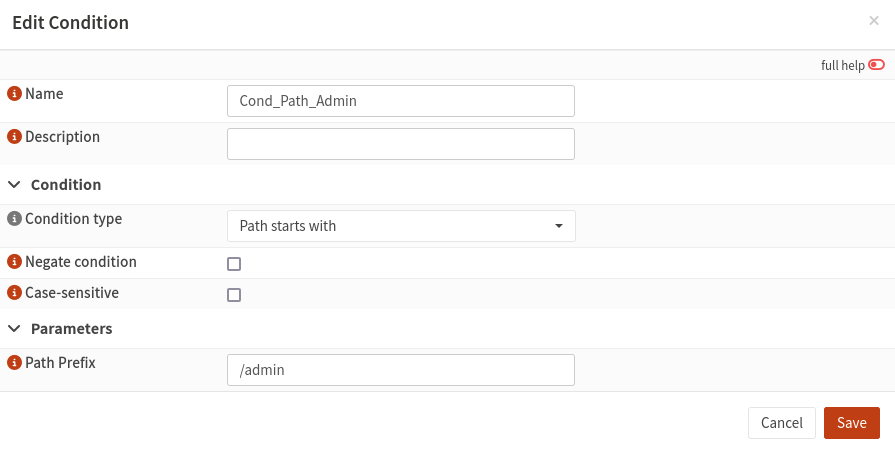 Edit Condition
×
full help
Name
Cond_Path_Admin
Description
Condition
Condition type
Path starts with
Negate condition
Case-sensitive
Parameters
Path Prefix
/admin
Cancel
Save